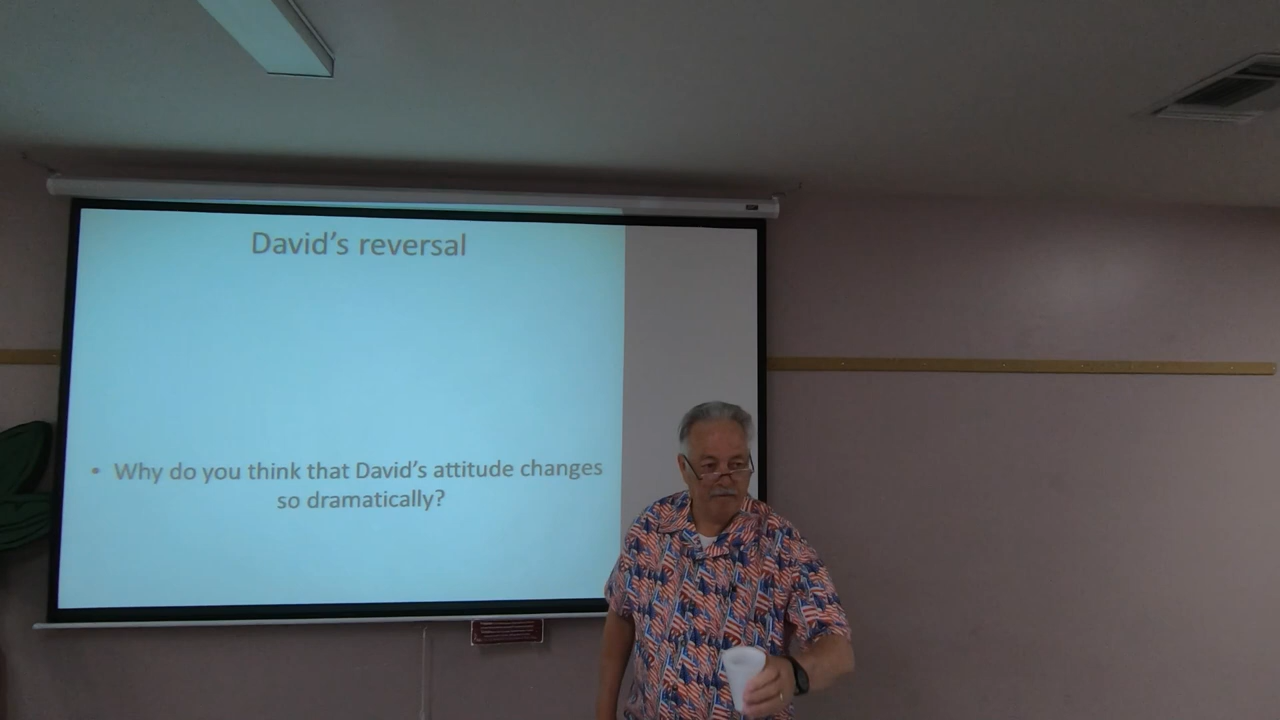 David's reversal
• Why do you think that David's attitude changes
so dramatically?